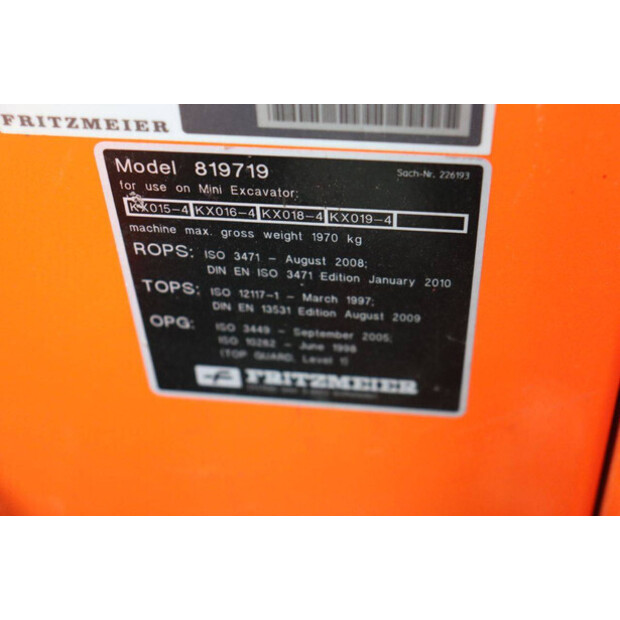 FRITZMEIER
Model 819719 Sach-Nr. 226193
for use on Mini Excavator:
KX015-4 KX016-4 KX018-4 KX019-4
machine max. gross weight 1970 kg
ROPS: ISO 3471 - August 2008;
DIN EN ISO 3471 Edition January 2010
TOPS: ISO 12117-1 - March 1997;
DIN EN 13531 Edition August 2009
OPG: ISO 3449 - September 2005;
ISO 10262 - June 1998
(TOP GUARD, Level 1)
FRITZMEIER